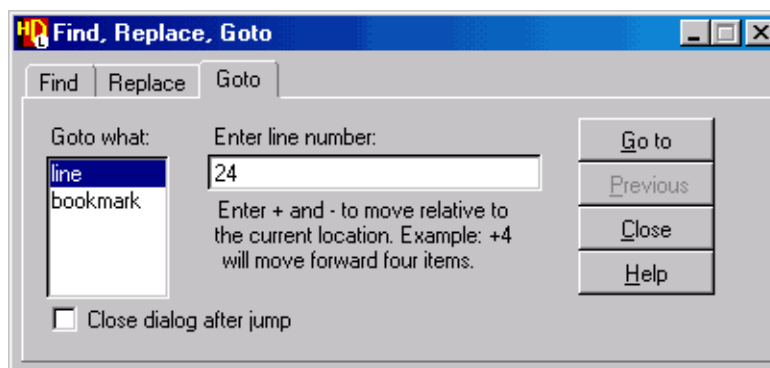 HDL Find, Replace, Goto
Find Replace Goto
Goto what:
line
bookmark
Enter line number:
24
Enter + and - to move relative to
the current location. Example: +4
will move forward four items.
Close dialog after jump
Go to
Previous
Close
Help